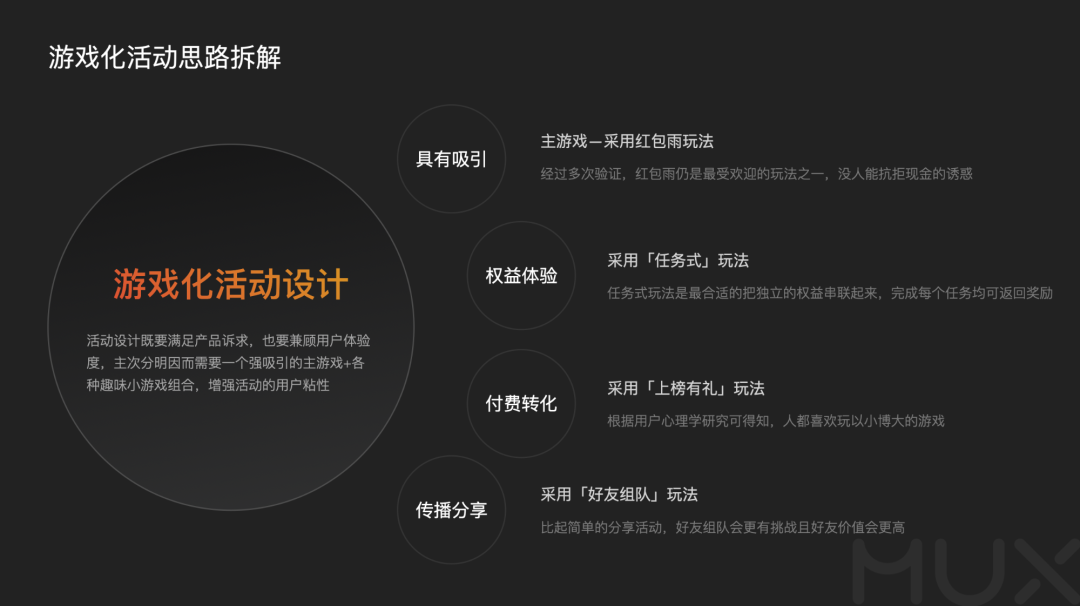 游戏化活动思路拆解
具有吸引
主游戏－采用红包雨玩法
经过多次验证，红包雨仍是最受欢迎的玩法之一，没人能抗拒现金的诱惑
游戏化活动设计
活动设计既要满足产品诉求，也要兼顾用户体验
度，主次分明因而需要一个强吸引的主游戏+各
种趣味小游戏组合，增强活动的用户粘性
权益体验
采用「任务式」玩法
任务式玩法是最合适的把独立的权益串联起来，完成每个任务均可返回奖励
付费转化
采用「上榜有礼」玩法
根据用户心理学研究可得知，人都喜欢玩以小博大的游戏
传播分享
采用「好友组队」玩法
比起简单的分享活动，好友组队会更有挑战且好友价值会更高
MUX